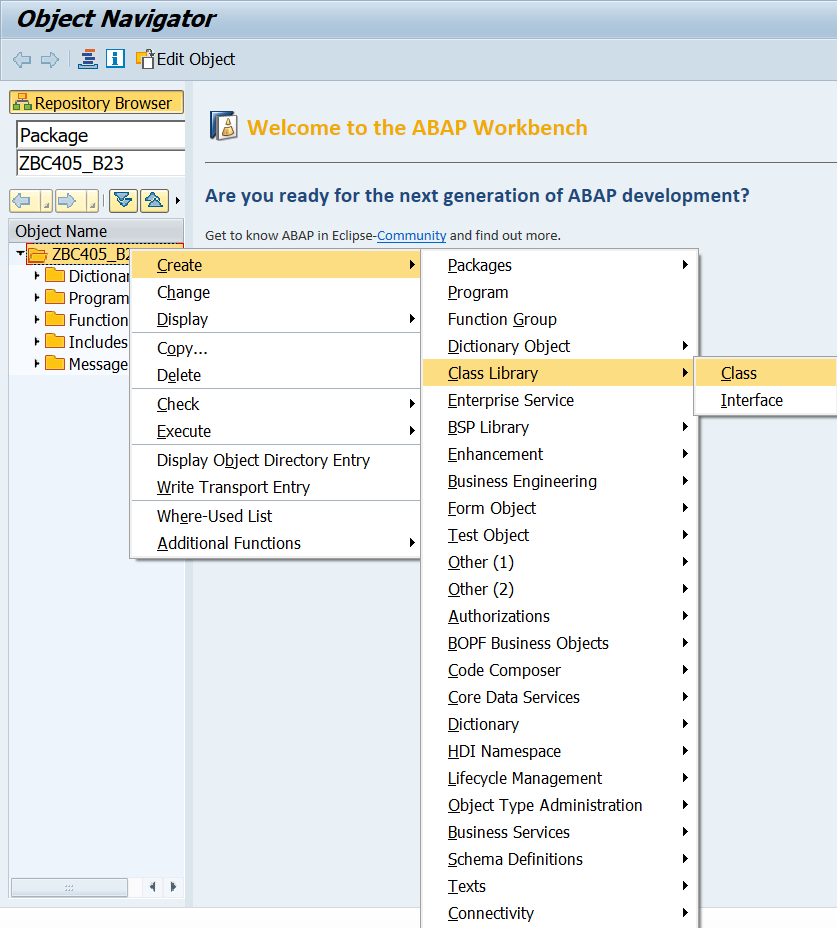 Object Navigator
Edit Object
Repository Browser
Package
ZBC405_B23
Object Name
ZBC405_B2
Dictionar
Program
Function
Includes
Message
Welcome to the ABAP Workbench
Are you ready for the next generation of ABAP development?
Get to know ABAP in Eclipse-Community and find out more.
Create
Change
Display
Copy...
Delete
Check
Execute
Display Object Directory Entry
Write Transport Entry
Where-Used List
Additional Functions
Packages
Program
Function Group
Dictionary Object
Class Library
Enterprise Service
BSP Library
Enhancement
Business Engineering
Form Object
Test Object
Other (1)
Other (2)
Authorizations
BOPF Business Objects
Code Composer
Core Data Services
Dictionary
HDI Namespace
Lifecycle Management
Object Type Administration
Business Services
Schema Definitions
Texts
Connectivity
Class
Interface